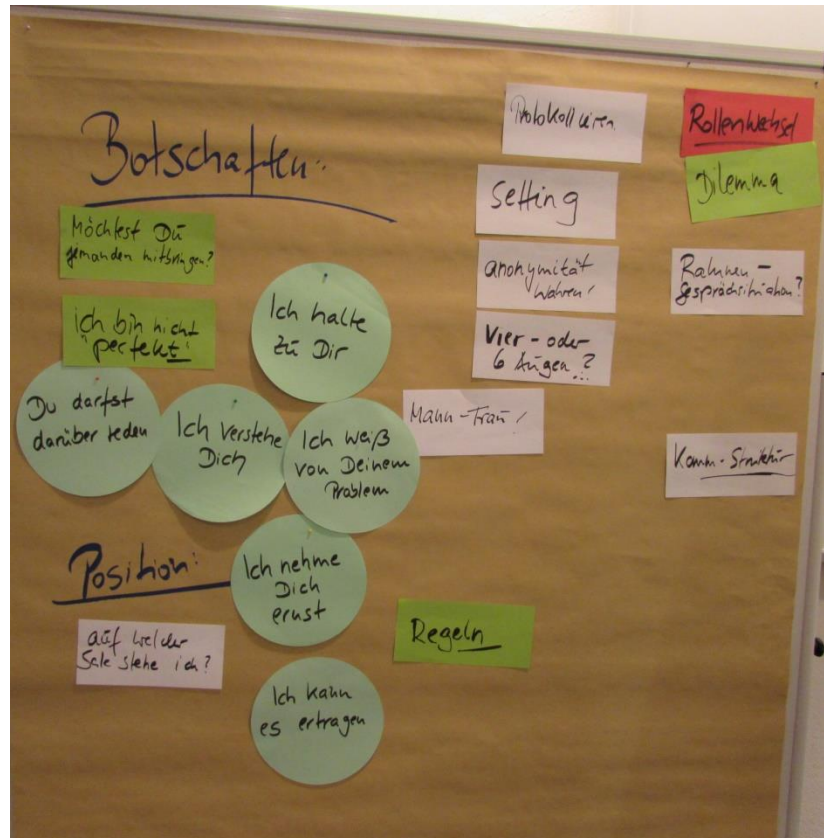 Botschaften:
Möchtest Du
jemanden mitbringen?
ich bin nicht
"perfekt"
Ich halte
zu Dir
Du darfst
darüber reden
Ich verstehe
Dich
Ich weiß
von Deinem
Problem
Position:
Ich nehme
Dich
ernst
auf welcher
Seite stehe ich?
Ich kann
es ertragen
Protokollieren
Setting
anonymität
wahren!
Vier- oder
6 Augen?...
Mann-Frau!
Regeln
Rollenwechsel
Dilemma
Rahmen-
gesprächsituation?
Komm-Struktur